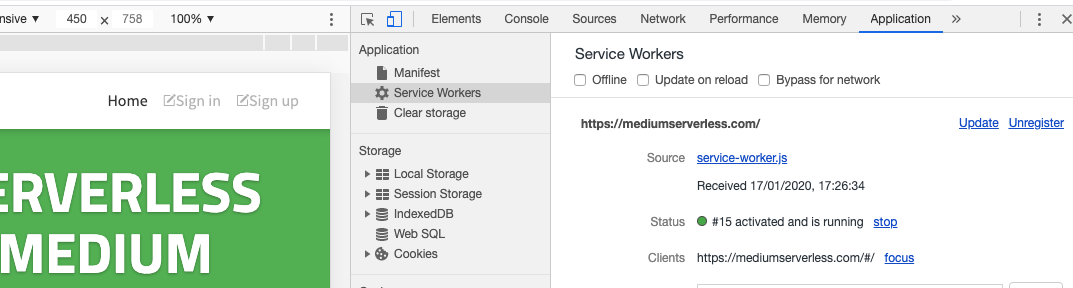 nsive ▼ 450 × 758 100% ▼
Elements Console Sources Network Performance Memory Application »
Home Sign in Sign up
ERVERLESS
MEDIUM
Application
Manifest
Service Workers
Clear storage
Storage
Local Storage
Session Storage
IndexedDB
Web SQL
Cookies
Service Workers
Offline Update on reload Bypass for network
https://mediumserverless.com/ Update Unregister
Source service-worker.js
Received 17/01/2020, 17:26:34
Status #15 activated and is running stop
Clients https://mediumserverless.com/#/ focus